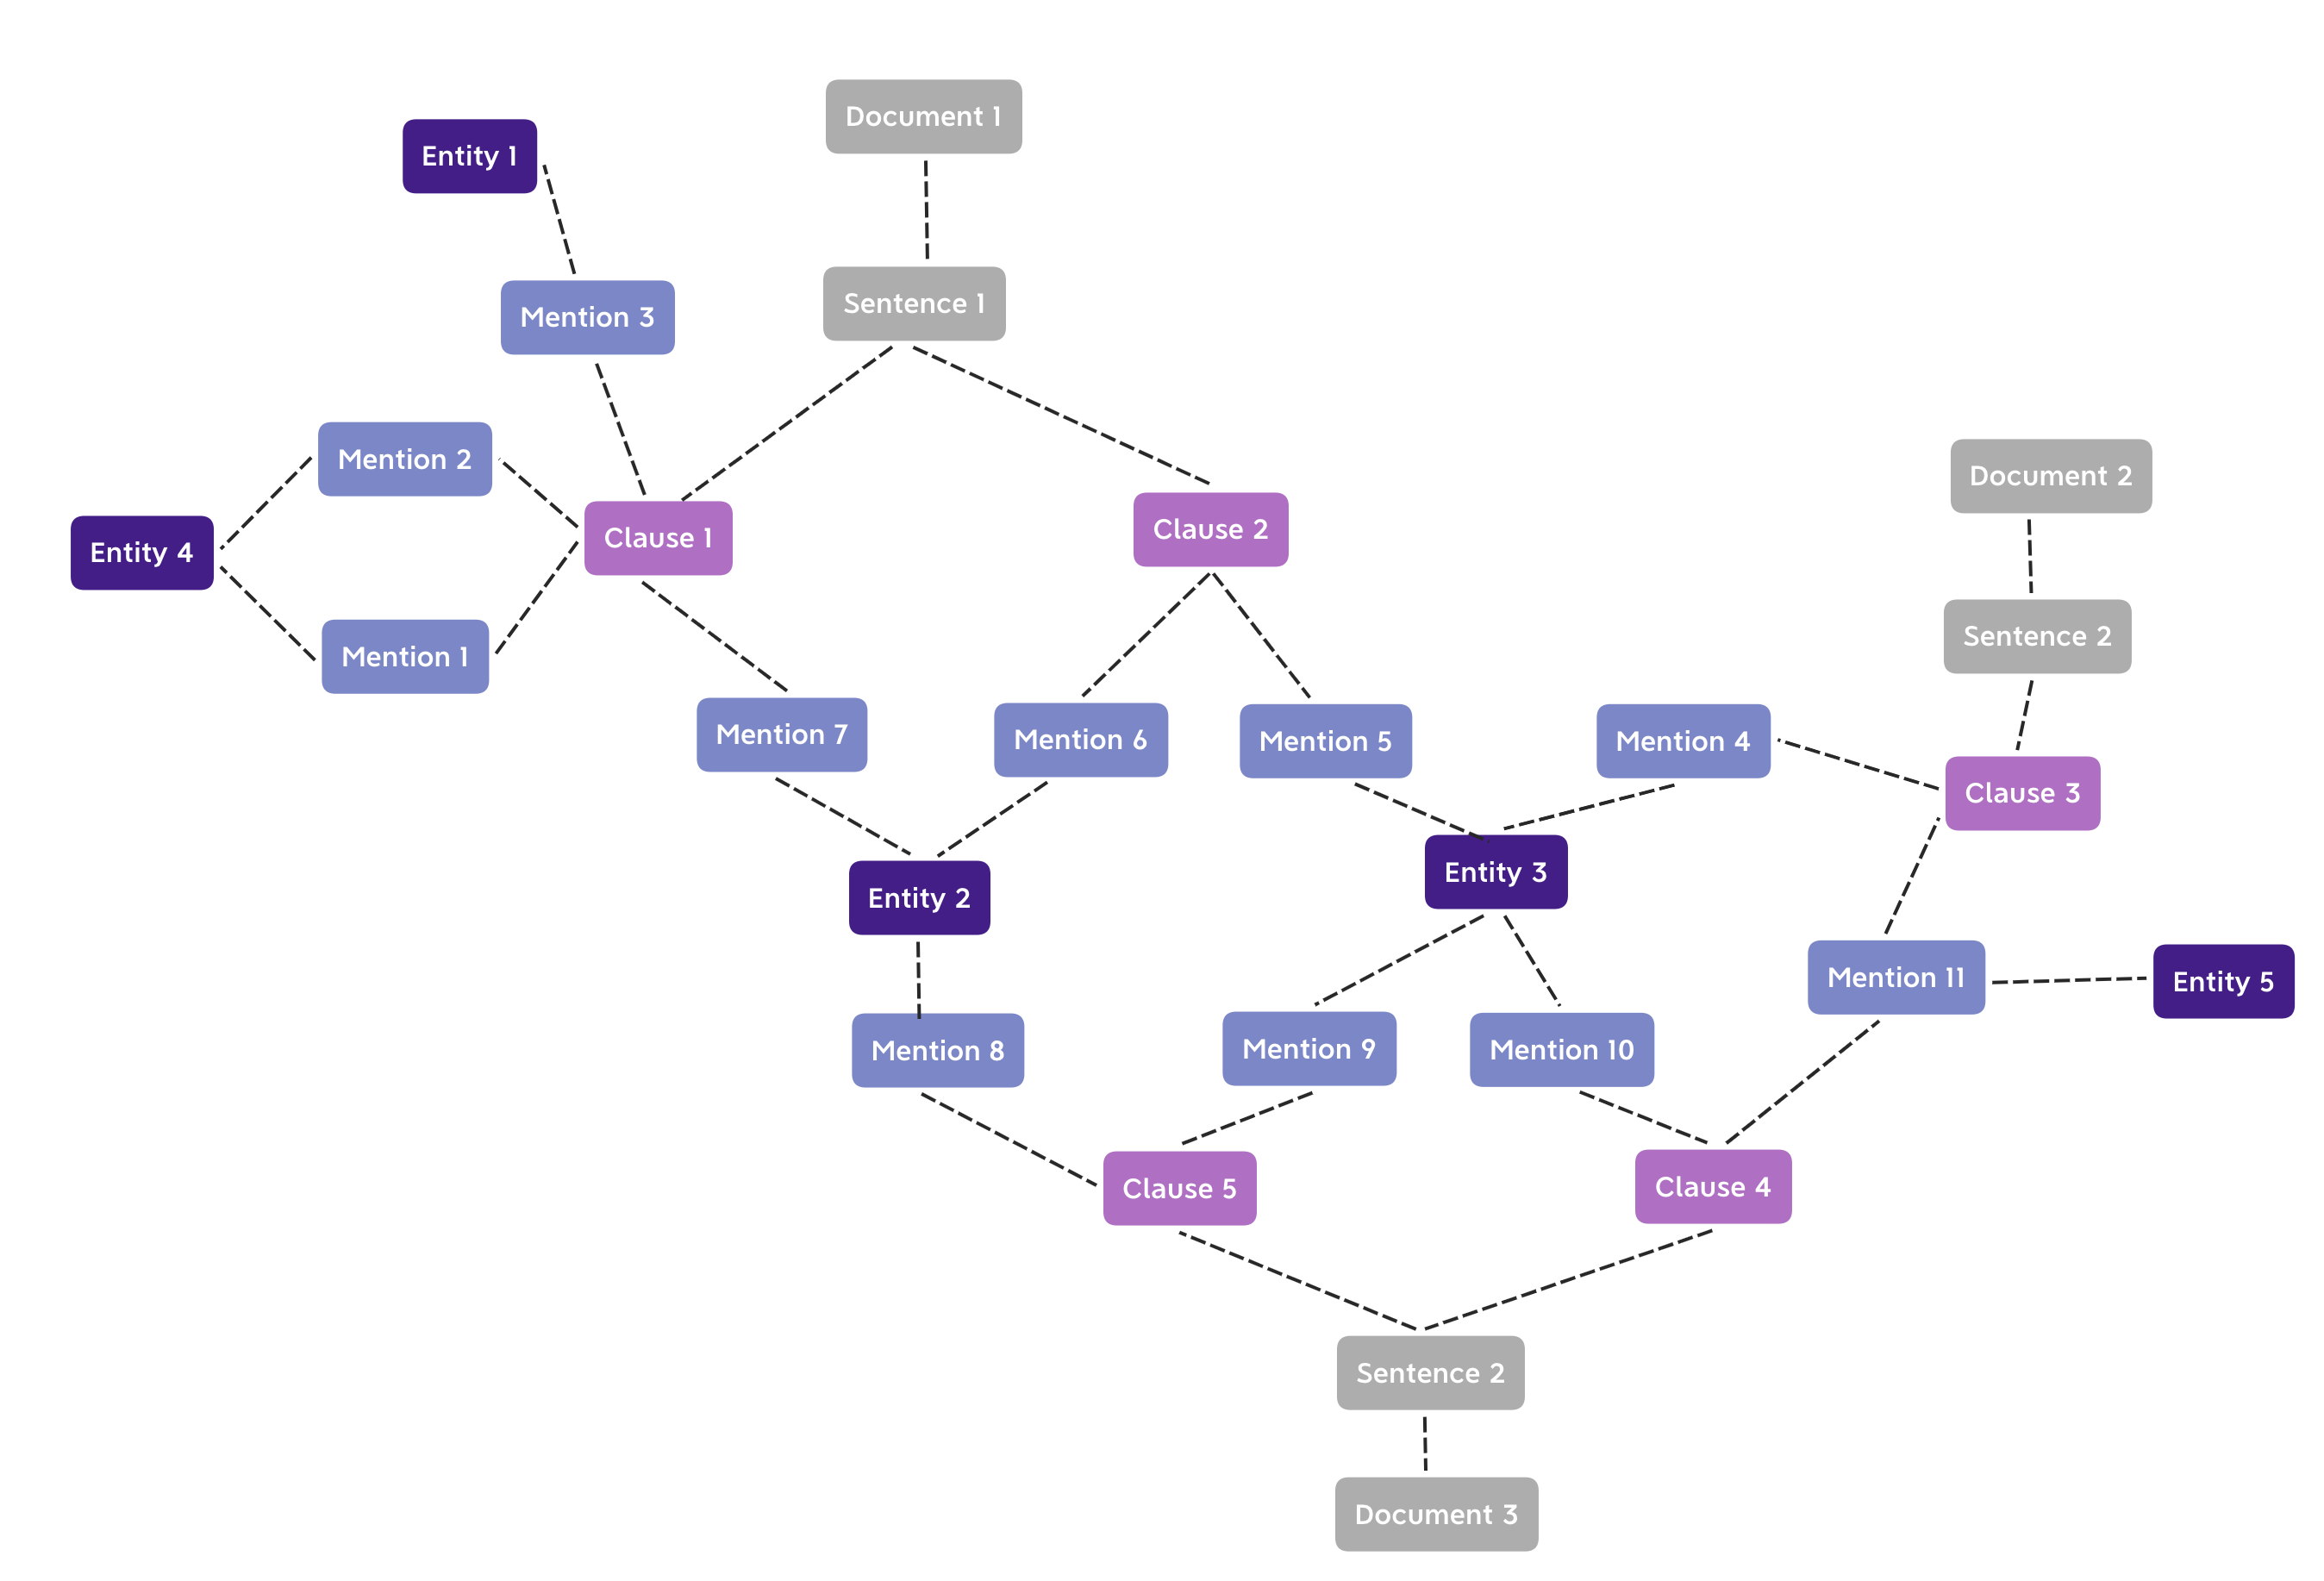 Document 1
Entity 1
Sentence 1
Mention 3
Mention 2
Document 2
Clause 2
Clause 1
Entity 4
Sentence 2
Mention 1
Mention 7
Mention 6
Mention 5
Mention 4
Clause 3
Entity 3
Entity 2
Mention 11
Entity 5
Mention 8
Mention 9
Mention 10
Clause 5
Clause 4
Sentence 2
Document 3